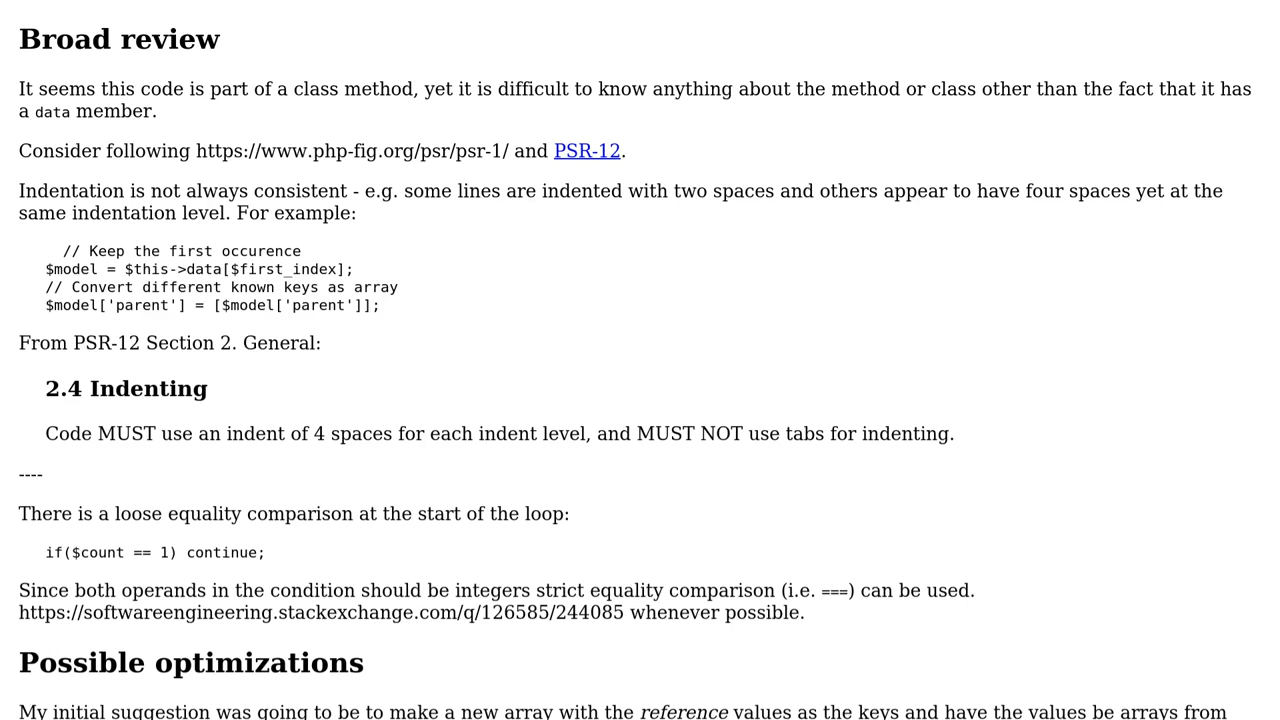 Broad review
It seems this code is part of a class method, yet it is difficult to know anything about the method or class other than the fact that it has
a data member.
Consider following https://www.php-fig.org/psr/psr-1/ and PSR-12.
Indentation is not always consistent - e.g. some lines are indented with two spaces and others appear to have four spaces yet at the
same indentation level. For example:
// Keep the first occurence
$model = $this->data[$first_index];
// Convert different known keys as array
$model['parent'] = [$model['parent']];
From PSR-12 Section 2. General:
2.4 Indenting
Code MUST use an indent of 4 spaces for each indent level, and MUST NOT use tabs for indenting.
----
There is a loose equality comparison at the start of the loop:
if($count == 1) continue;
Since both operands in the condition should be integers strict equality comparison (i.e. ===) can be used.
https://softwareengineering.stackexchange.com/q/126585/244085 whenever possible.
Possible optimizations
My initial suggestion was going to be to make a new array with the reference values as the keys and have the values be arrays from